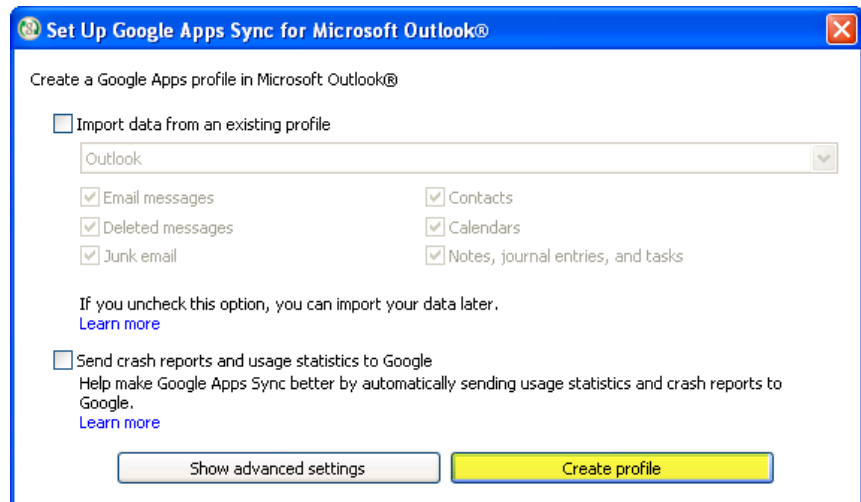 Set Up Google Apps Sync for Microsoft Outlook®
Create a Google Apps profile in Microsoft Outlook®
Import data from an existing profile
Outlook
Email messages
Contacts
Deleted messages
Calendars
Junk email
Notes, journal entries, and tasks
If you uncheck this option, you can import your data later.
Learn more
Send crash reports and usage statistics to Google
Help make Google Apps Sync better by automatically sending usage statistics and crash reports to
Google.
Learn more
Show advanced settings
Create profile